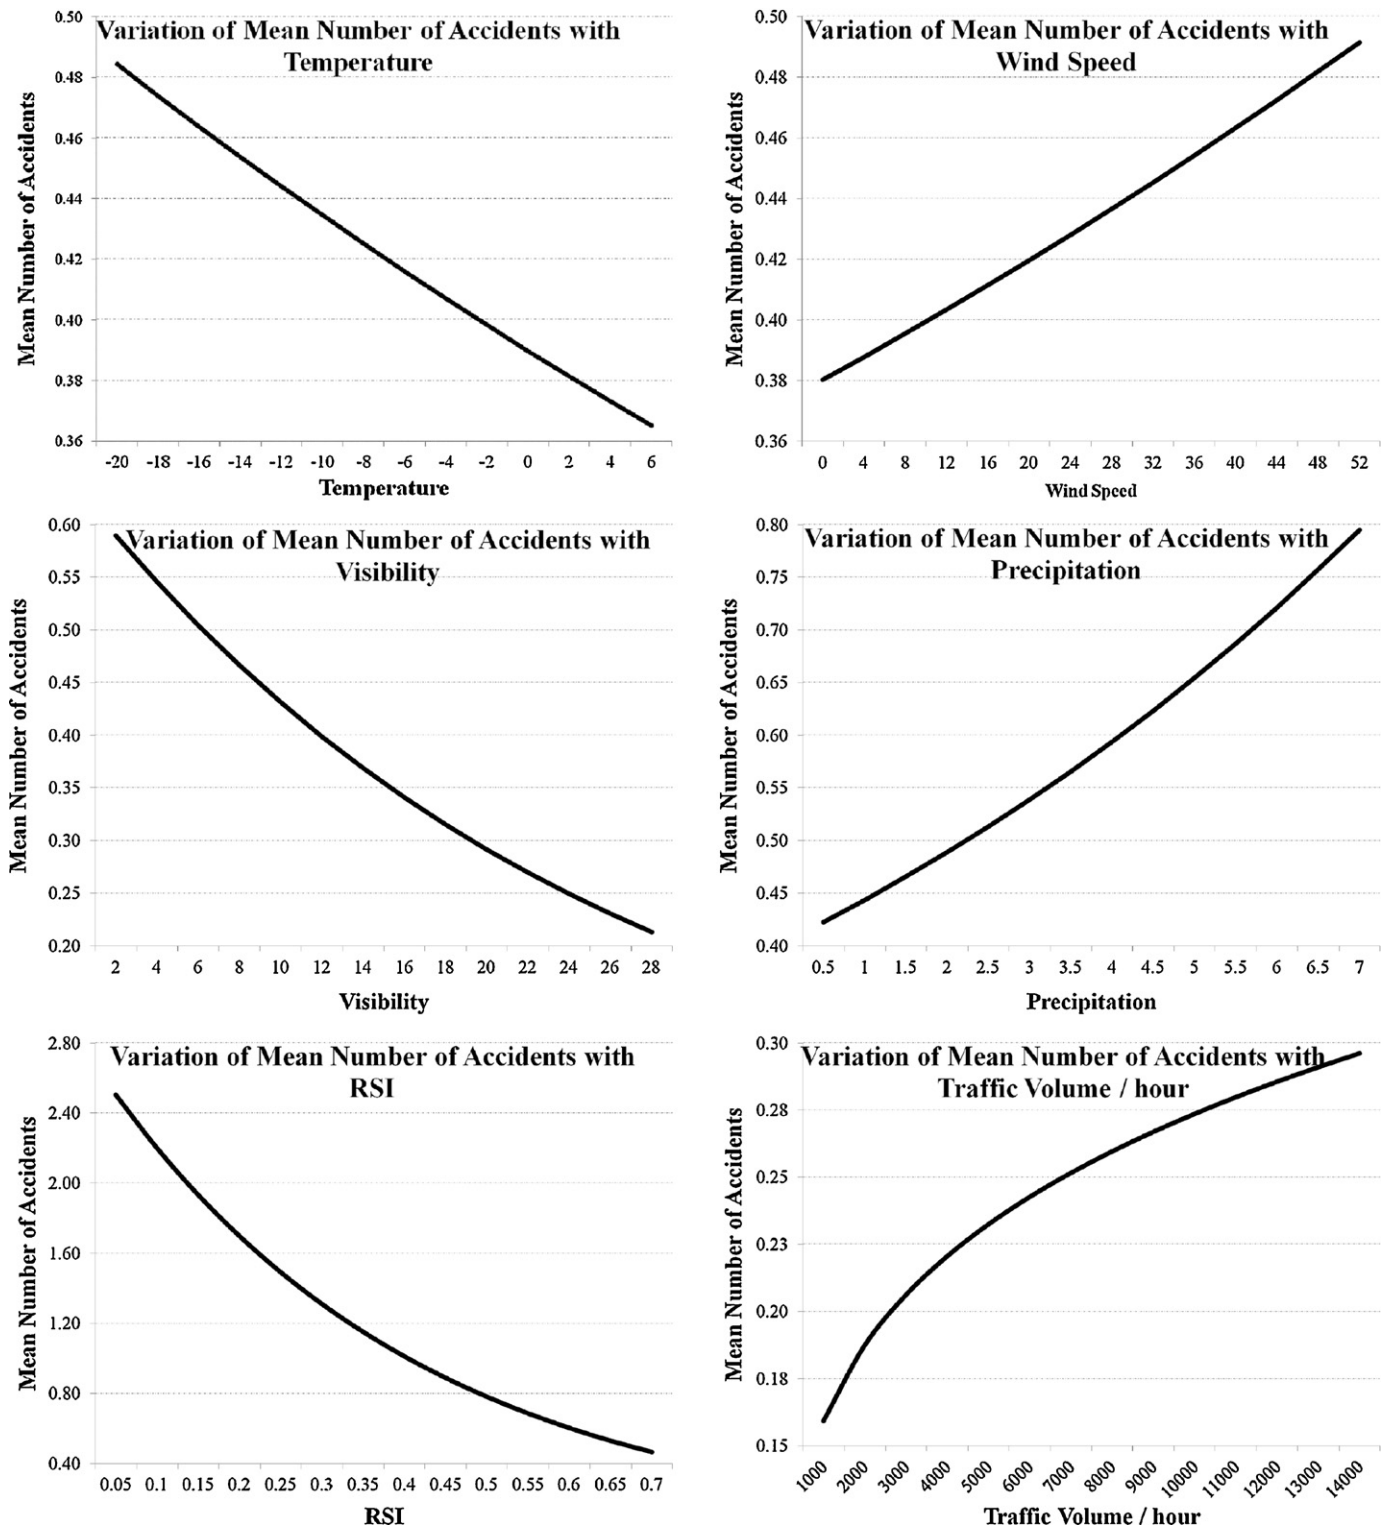 Variation of Mean Number of Accidents with
Temperature
Mean Number of Accidents
0.50
0.48
0.46
0.44
0.42
0.40
0.38
0.36
-20 -18 -16 -14 -12 -10 -8 -6 -4 -2 0 2 4 6
Temperature
Variation of Mean Number of Accidents with
Wind Speed
Mean Number of Accidents
0.50
0.48
0.46
0.44
0.42
0.40
0.38
0.36
0 4 8 12 16 20 24 28 32 36 40 44 48 52
Wind Speed
Variation of Mean Number of Accidents with
Visibility
Mean Number of Accidents
0.60
0.55
0.50
0.45
0.40
0.35
0.30
0.25
0.20
2 4 6 8 10 12 14 16 18 20 22 24 26 28
Visibility
Variation of Mean Number of Accidents with
Precipitation
Mean Number of Accidents
0.80
0.75
0.70
0.65
0.60
0.55
0.50
0.45
0.40
0.5 1 1.5 2 2.5 3 3.5 4 4.5 5 5.5 6 6.5 7
Precipitation
Variation of Mean Number of Accidents with
RSI
Mean Number of Accidents
2.80
2.40
2.00
1.60
1.20
0.80
0.40
0.05 0.1 0.15 0.2 0.25 0.3 0.35 0.4 0.45 0.5 0.55 0.6 0.65 0.7
RSI
Variation of Mean Number of Accidents with
Traffic Volume / hour
Mean Number of Accidents
0.30
0.28
0.25
0.23
0.20
0.18
0.15
1000 2000 3000 4000 5000 6000 7000 8000 9000 10000 11000 12000 13000 14000
Traffic Volume / hour